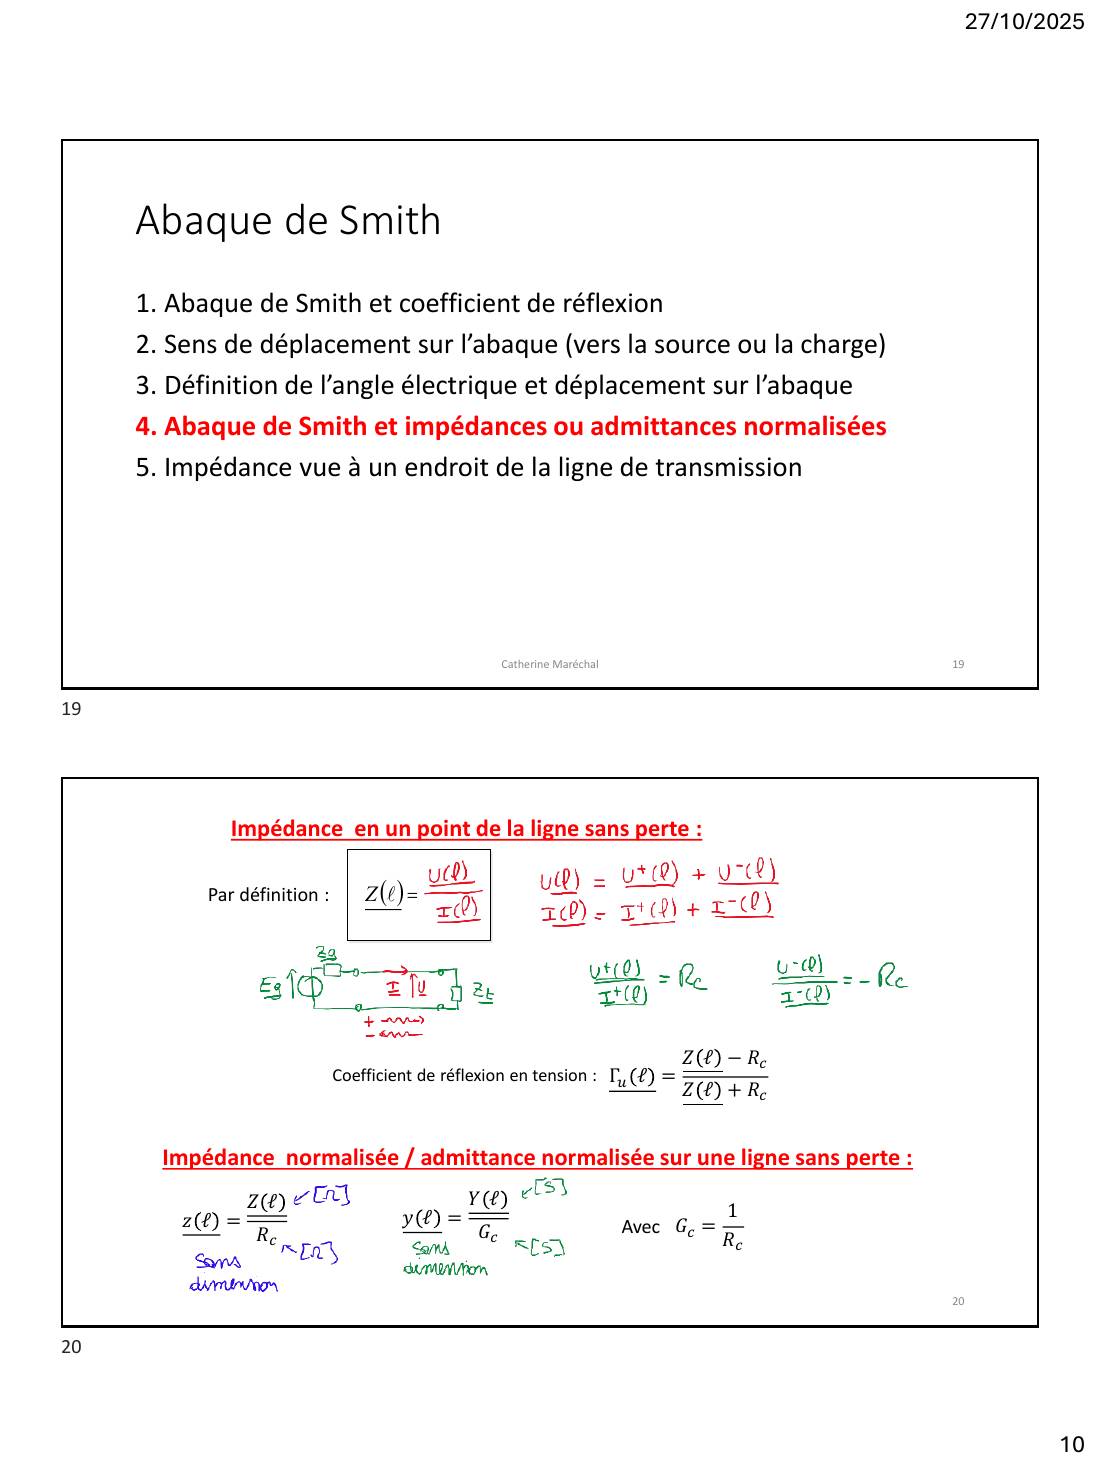 27/10/2025
Abaque de Smith
1. Abaque de Smith et coefficient de réflexion
2. Sens de déplacement sur l’abaque (vers la source ou la charge)
3. Définition de l’angle électrique et déplacement sur l’abaque
4. Abaque de Smith et impédances ou admittances normalisées
5. Impédance vue à un endroit de la ligne de transmission
Catherine Maréchal 19
19
Impédance en un point de la ligne sans perte :
Par définition : Z(ℓ) = U(ℓ) / I(ℓ)
U(ℓ) = U⁺(ℓ) + U⁻(ℓ)
I(ℓ) = I⁺(ℓ) + I⁻(ℓ)
Zg
Eg I U Zt
+
-
U⁺(ℓ) / I⁺(ℓ) = Rc
U⁻(ℓ) / I⁻(ℓ) = - Rc
Coefficient de réflexion en tension : Γu(ℓ) = (Z(ℓ) − Rc) / (Z(ℓ) + Rc)
Impédance normalisée / admittance normalisée sur une ligne sans perte :
z(ℓ) = Z(ℓ) / Rc [Ω] [Ω]
sans
dimension
y(ℓ) = Y(ℓ) / Gc [S] [S]
sans
dimension
Avec Gc = 1 / Rc
20
20
10